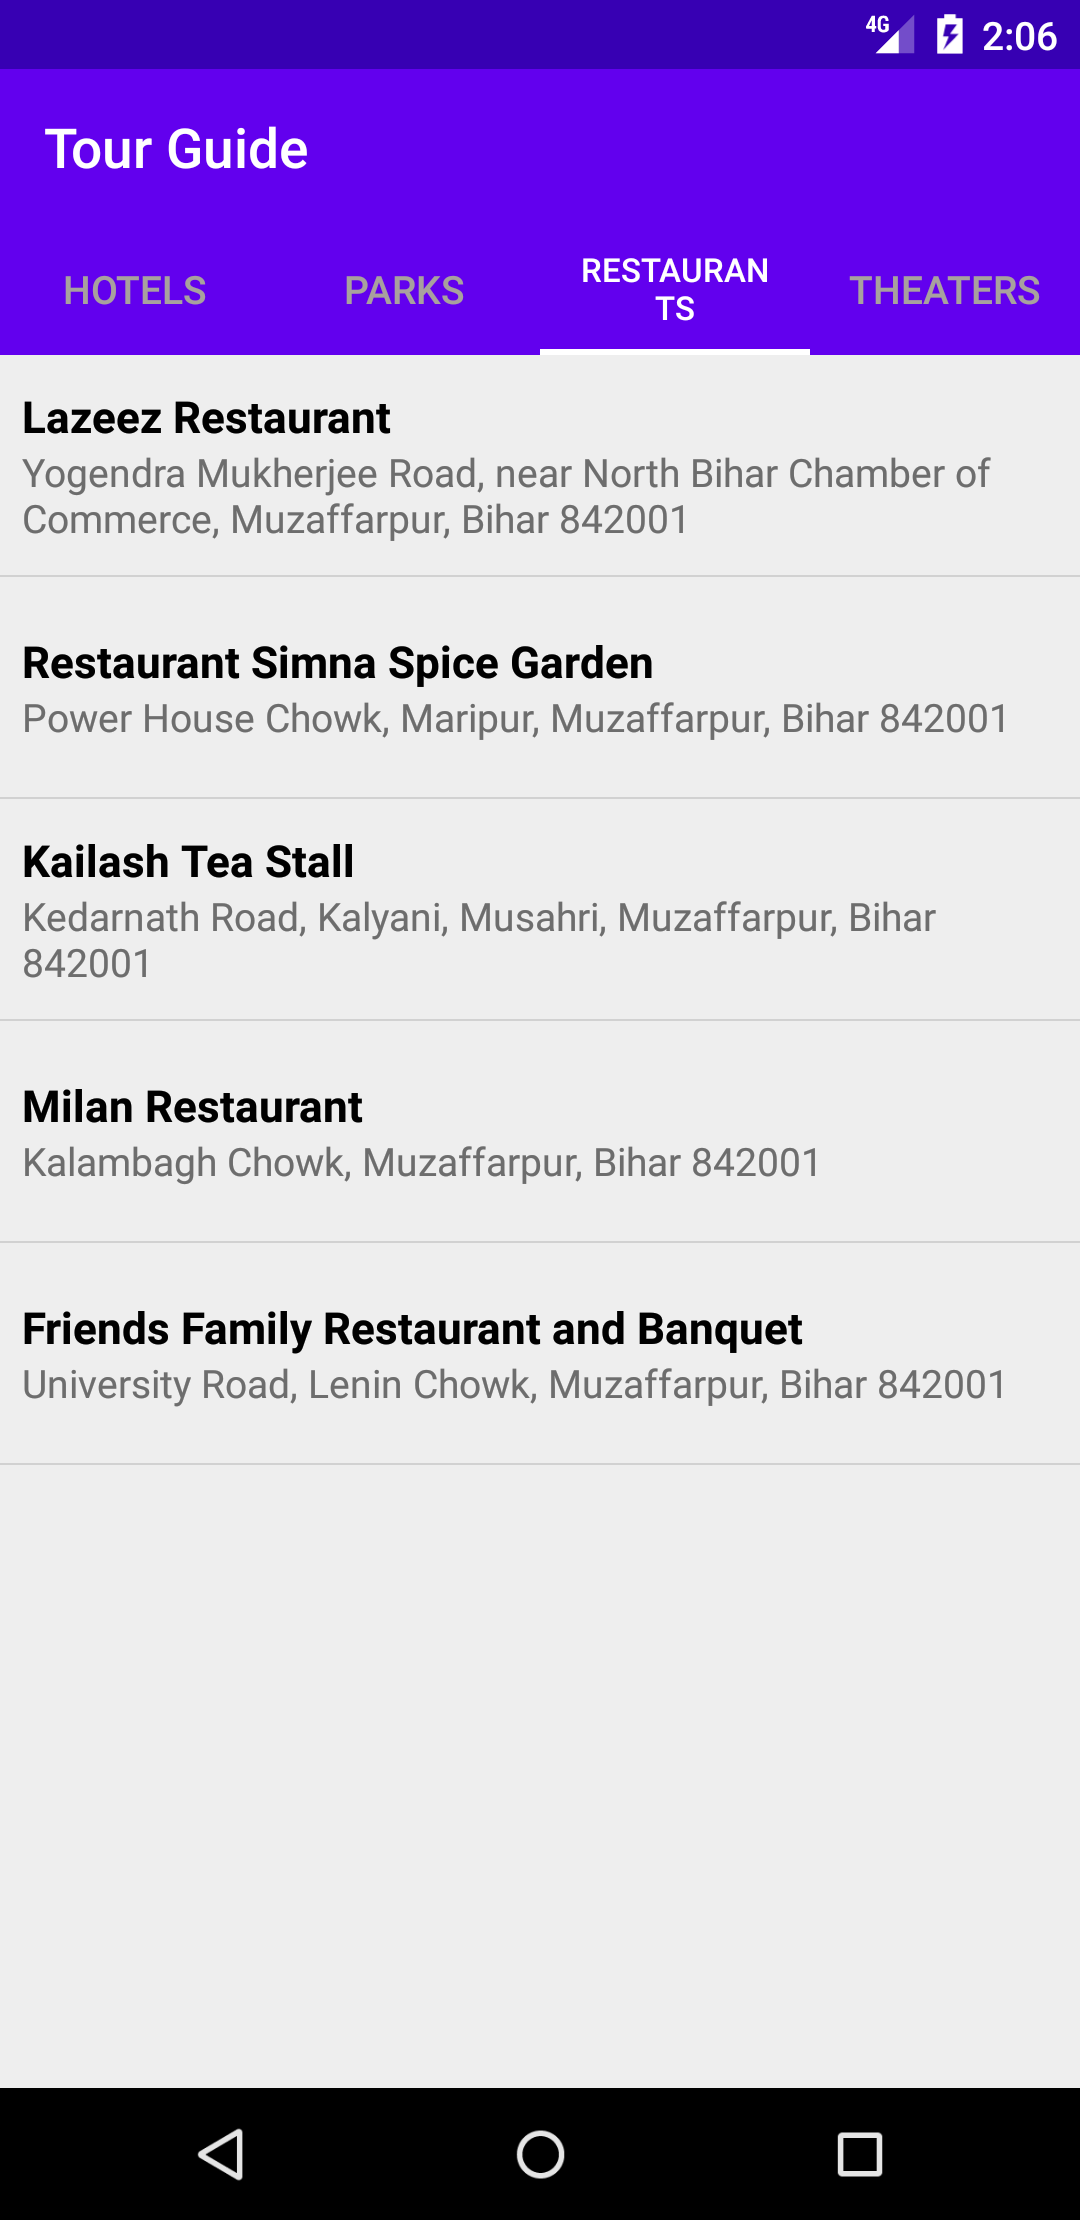 4G 2:06
Tour Guide
HOTELS PARKS RESTAURAN THEATERS
TS
Lazeez Restaurant
Yogendra Mukherjee Road, near North Bihar Chamber of
Commerce, Muzaffarpur, Bihar 842001
Restaurant Simna Spice Garden
Power House Chowk, Maripur, Muzaffarpur, Bihar 842001
Kailash Tea Stall
Kedarnath Road, Kalyani, Musahri, Muzaffarpur, Bihar
842001
Milan Restaurant
Kalambagh Chowk, Muzaffarpur, Bihar 842001
Friends Family Restaurant and Banquet
University Road, Lenin Chowk, Muzaffarpur, Bihar 842001